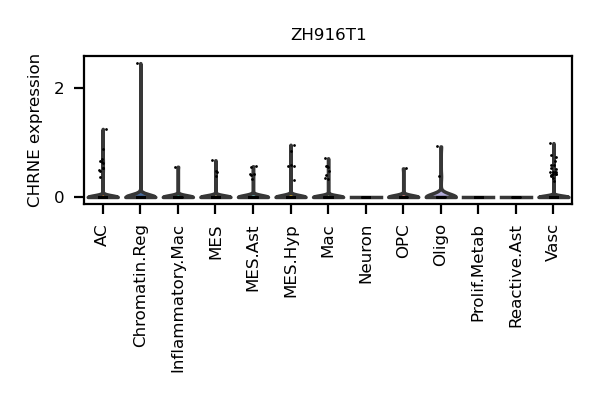 ZH916T1
CHRNE expression
2
0
AC
Chromatin.Reg
Inflammatory.Mac
MES
MES.Ast
MES.Hyp
Mac
Neuron
OPC
Oligo
Prolif.Metab
Reactive.Ast
Vasc